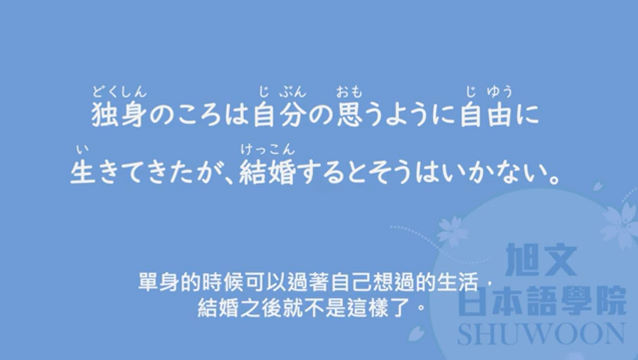 どくしん じぶん おも じゆう
独身のころは自分の思うように自由に
い けっこん
生きてきたが、結婚するとそうはいかない。
單身的時候可以過著自己想過的生活，
結婚之後就不是這樣了。
旭文
日本語學院
SHUWOON